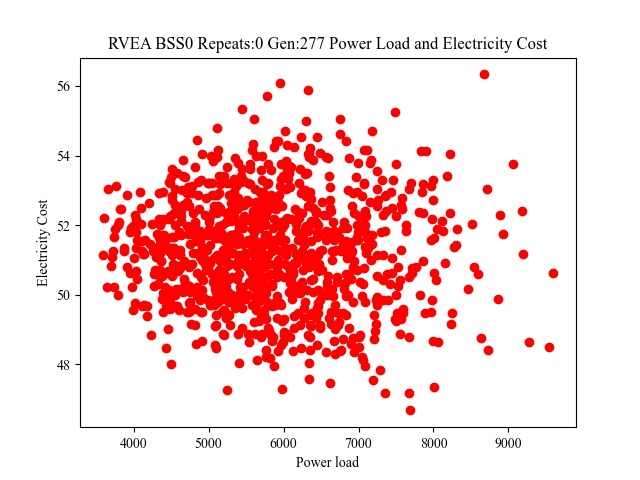 RVEA BSS0 Repeats:0 Gen:277 Power Load and Electricity Cost
56
54
52
50
48
Electricity Cost
4000 5000 6000 7000 8000 9000
Power load